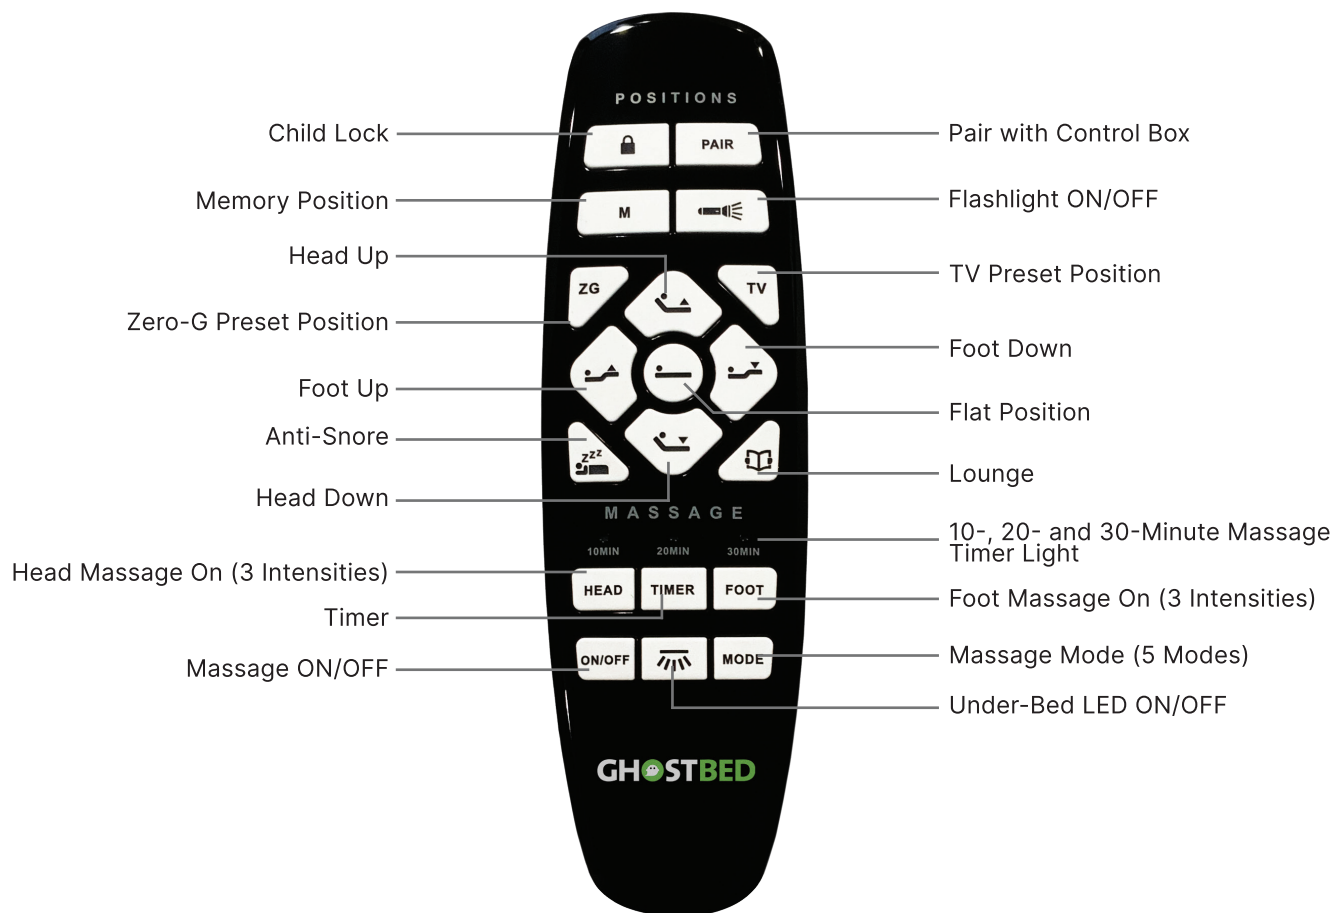 POSITIONS
Child Lock
PAIR
Pair with Control Box
Memory Position
M
Flashlight ON/OFF
Head Up
ZG
TV
TV Preset Position
Zero-G Preset Position
Foot Down
Foot Up
Flat Position
Anti-Snore
zzz
Lounge
Head Down
MASSAGE
10-, 20- and 30-Minute Massage
Timer Light
10MIN 20MIN 30MIN
Head Massage On (3 Intensities)
HEAD TIMER FOOT
Foot Massage On (3 Intensities)
Timer
Massage ON/OFF
ON/OFF MODE
Massage Mode (5 Modes)
Under-Bed LED ON/OFF
GHOSTBED